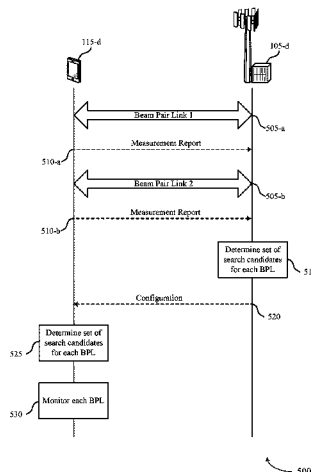 115-d
105-d
Beam Pair Link 1
505-a
Measurement Report
510-a
Beam Pair Link 2
505-b
Measurement Report
510-b
Determine set of
search candidates
for each BPL
51
Configuration
520
Determine set of
search candidates
for each BPL
525
Monitor each BPL
530
500